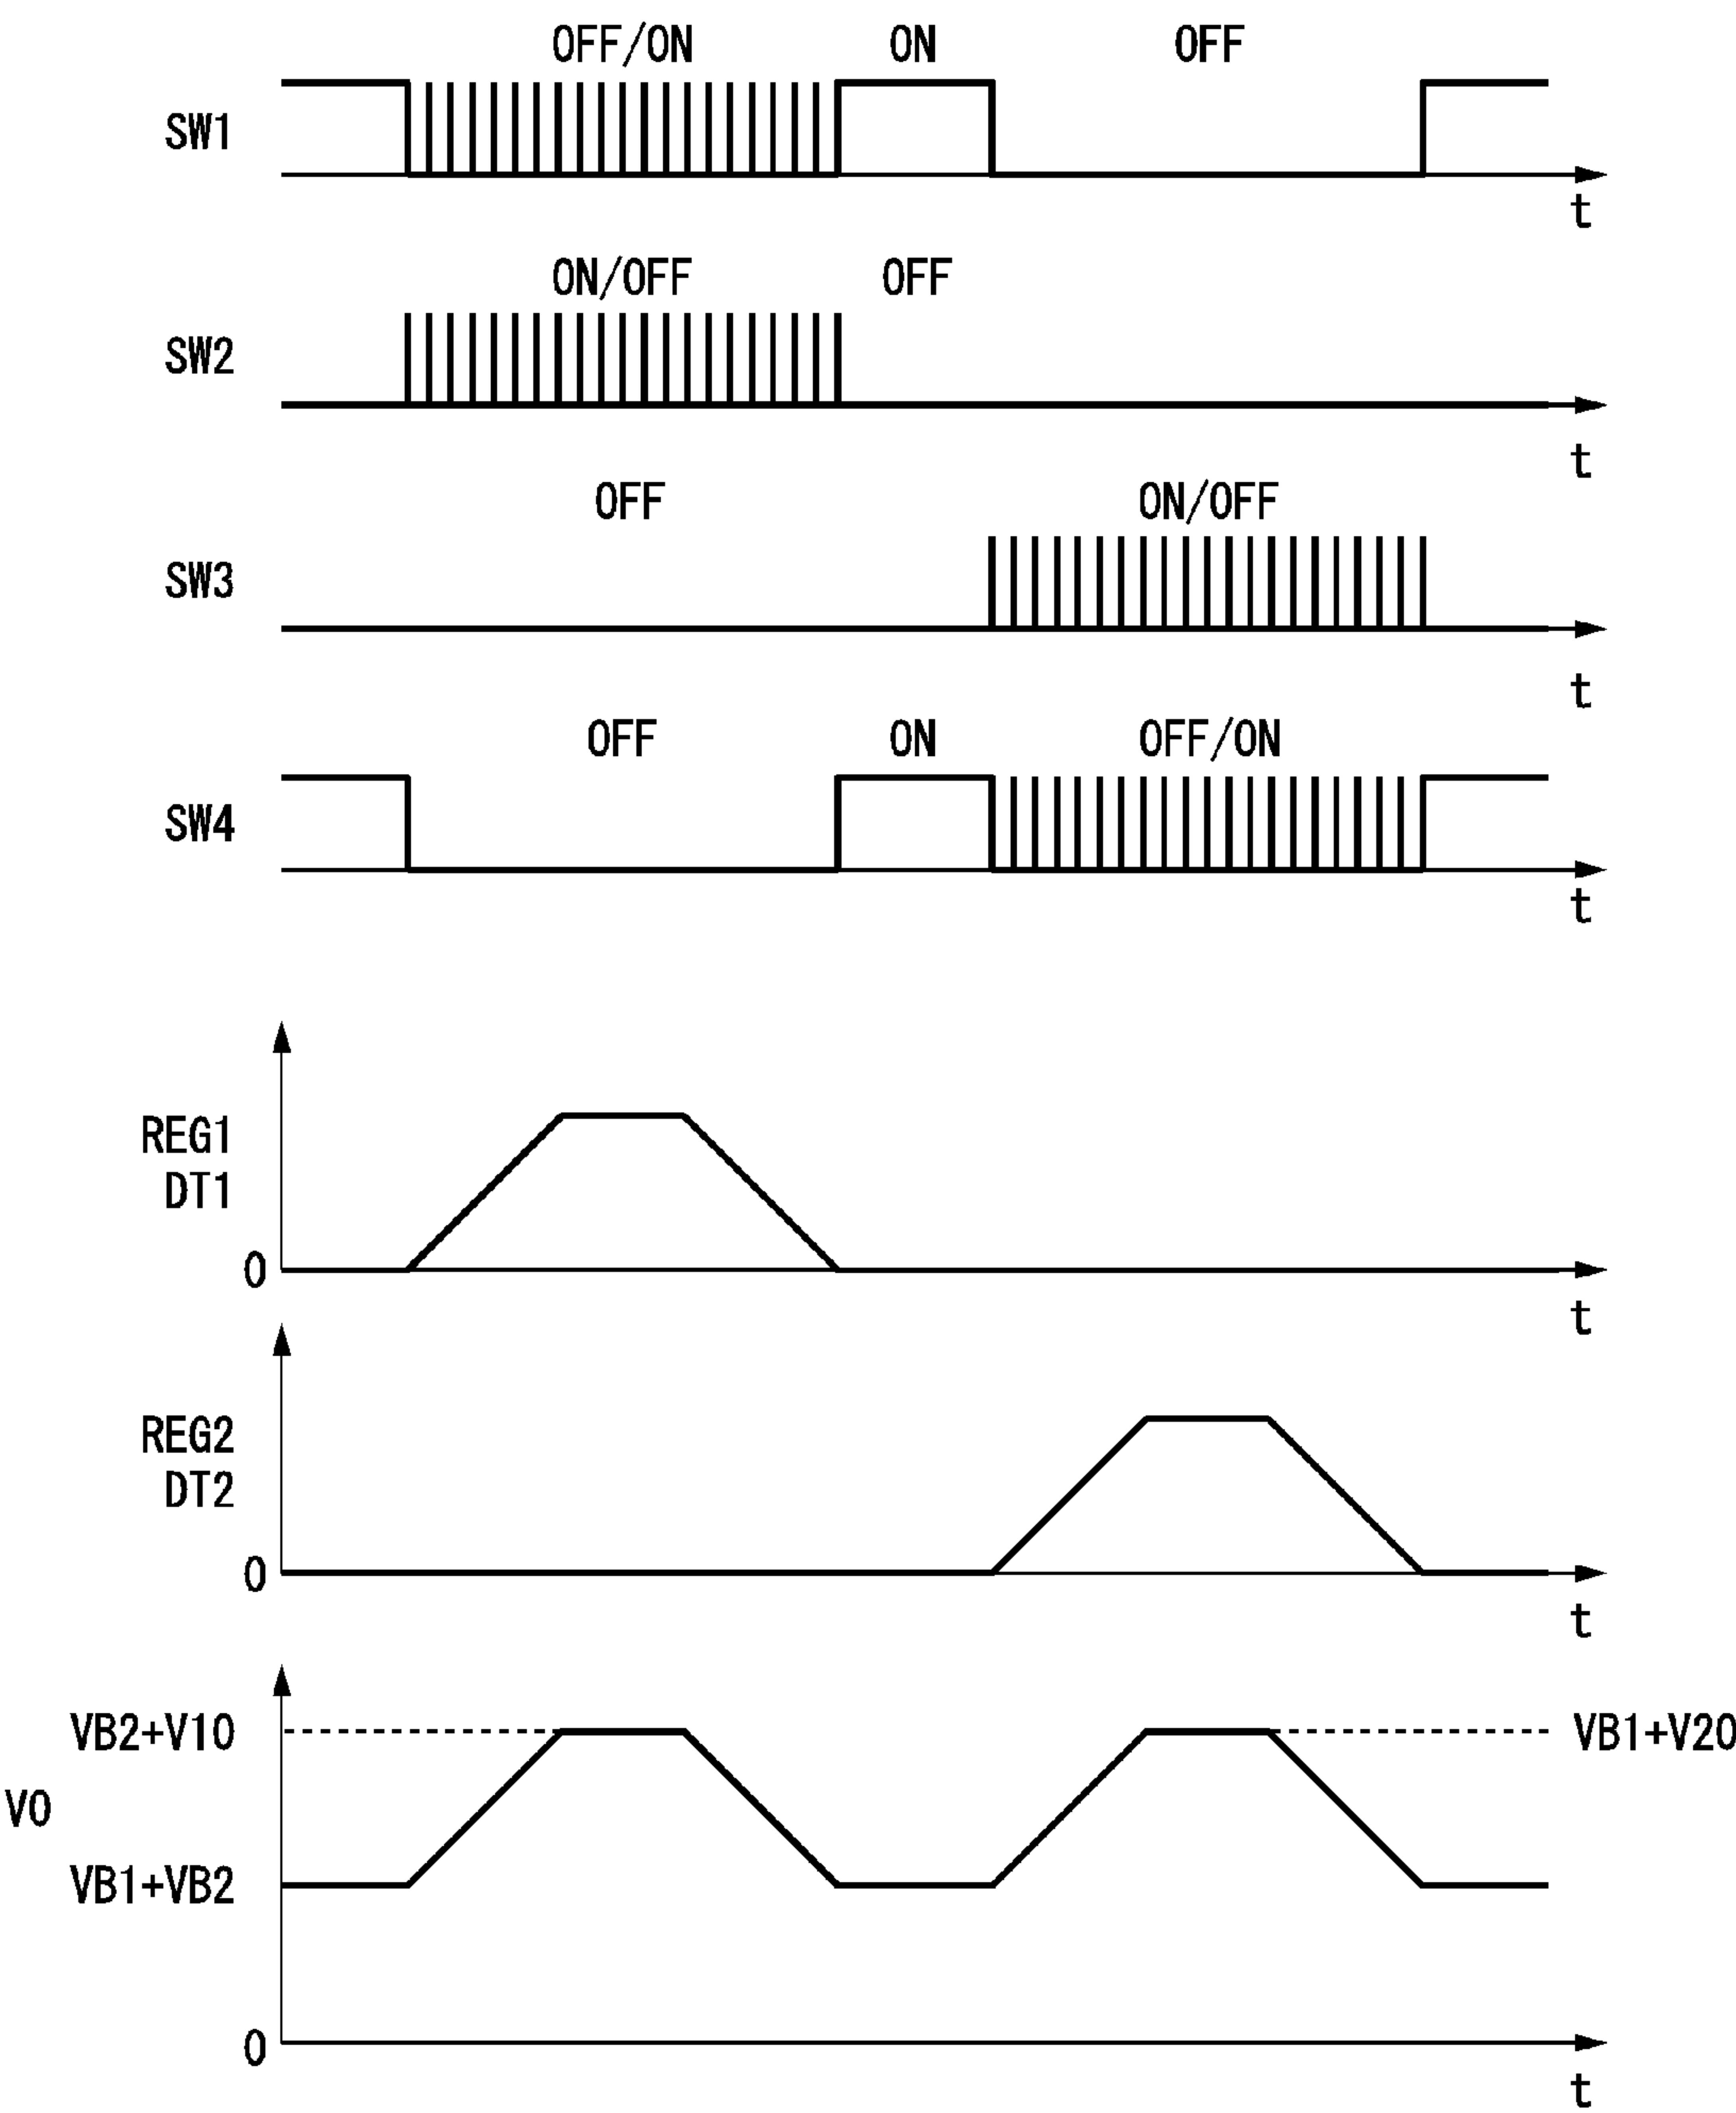 OFF/ON ON OFF
SW1
t
ON/OFF OFF
SW2
t
OFF ON/OFF
SW3
t
OFF ON OFF/ON
SW4
t
REG1
DT1
0
t
REG2
DT2
0
t
VB2+V10 VB1+V20
VO
VB1+VB2
0
t